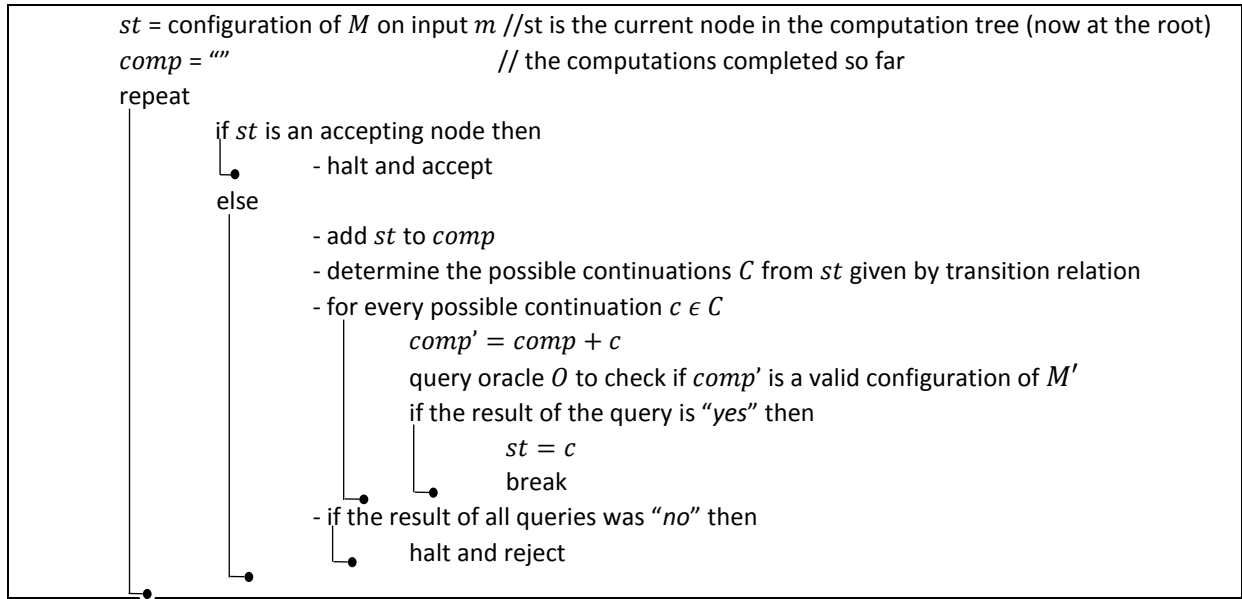 st = configuration of M on input m //st is the current node in the computation tree (now at the root)
comp = “” // the computations completed so far
repeat
if st is an accepting node then
- halt and accept
else
- add st to comp
- determine the possible continuations C from st given by transition relation
- for every possible continuation c ϵ C
comp’ = comp + c
query oracle O to check if comp’ is a valid configuration of M′
if the result of the query is “yes” then
st = c
break
- if the result of all queries was “no” then
halt and reject